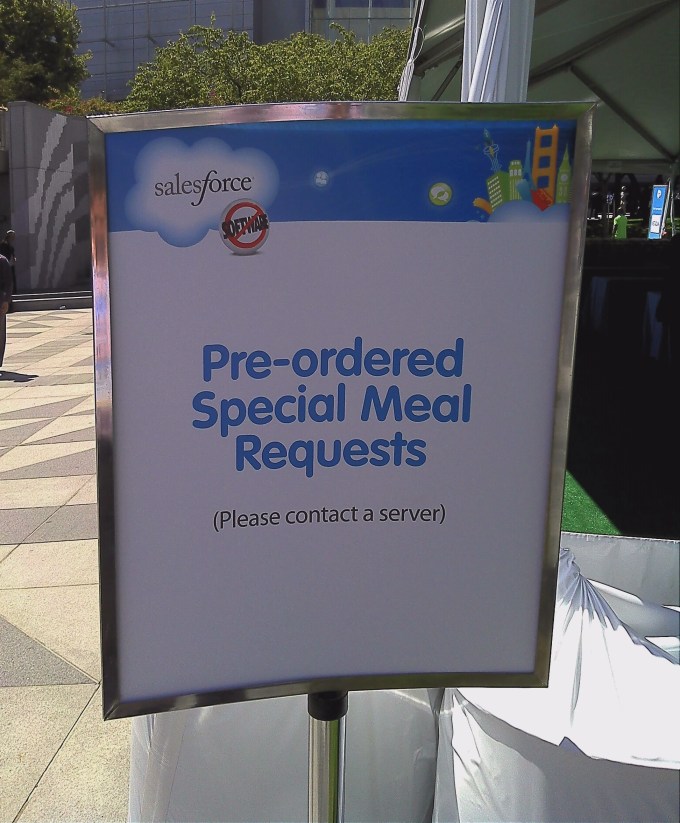 salesforce
SOFTWARE
Pre-ordered
Special Meal
Requests
(Please contact a server)